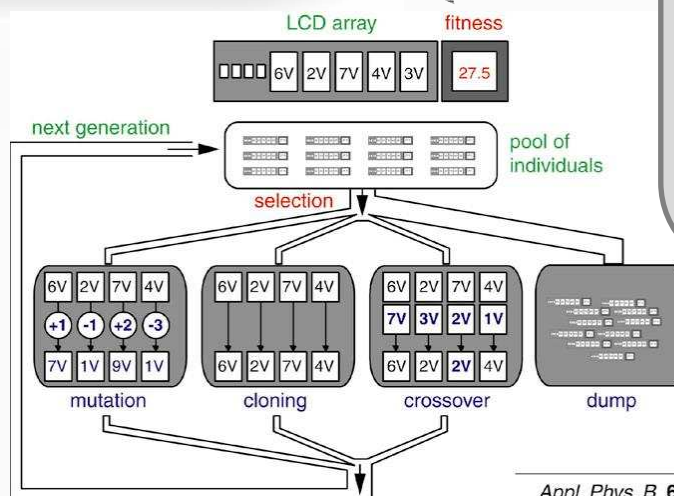 LCD array fitness
6V 2V 7V 4V 3V 27.5
next generation
pool of
individuals
selection
6V 2V 7V 4V 6V 2V 7V 4V 6V 2V 7V 4V
+1 -1 +2 -3 7V 3V 2V 1V
7V 1V 9V 1V 6V 2V 7V 4V 6V 2V 2V 4V
mutation cloning crossover dump
Appl. Phys. B 6